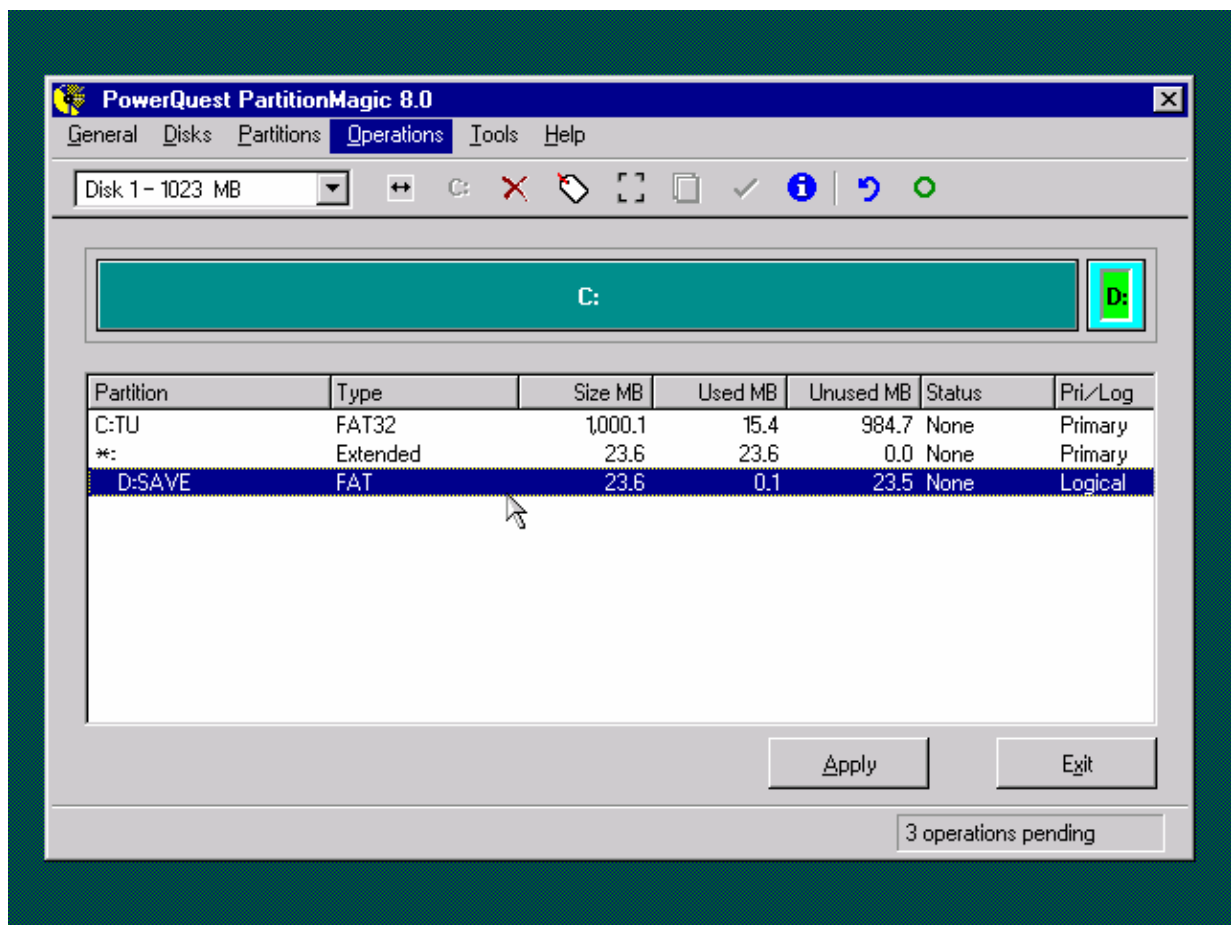 PowerQuest PartitionMagic 8.0
General Disks Partitions Operations Tools Help
Disk 1 - 1023 MB C:
C: D:
Partition Type Size MB Used MB Unused MB Status Pri/Log
C:TU FAT32 1,000.1 15.4 984.7 None Primary
*: Extended 23.6 23.6 0.0 None Primary
D:SAVE FAT 23.6 0.1 23.5 None Logical
Apply Exit
3 operations pending